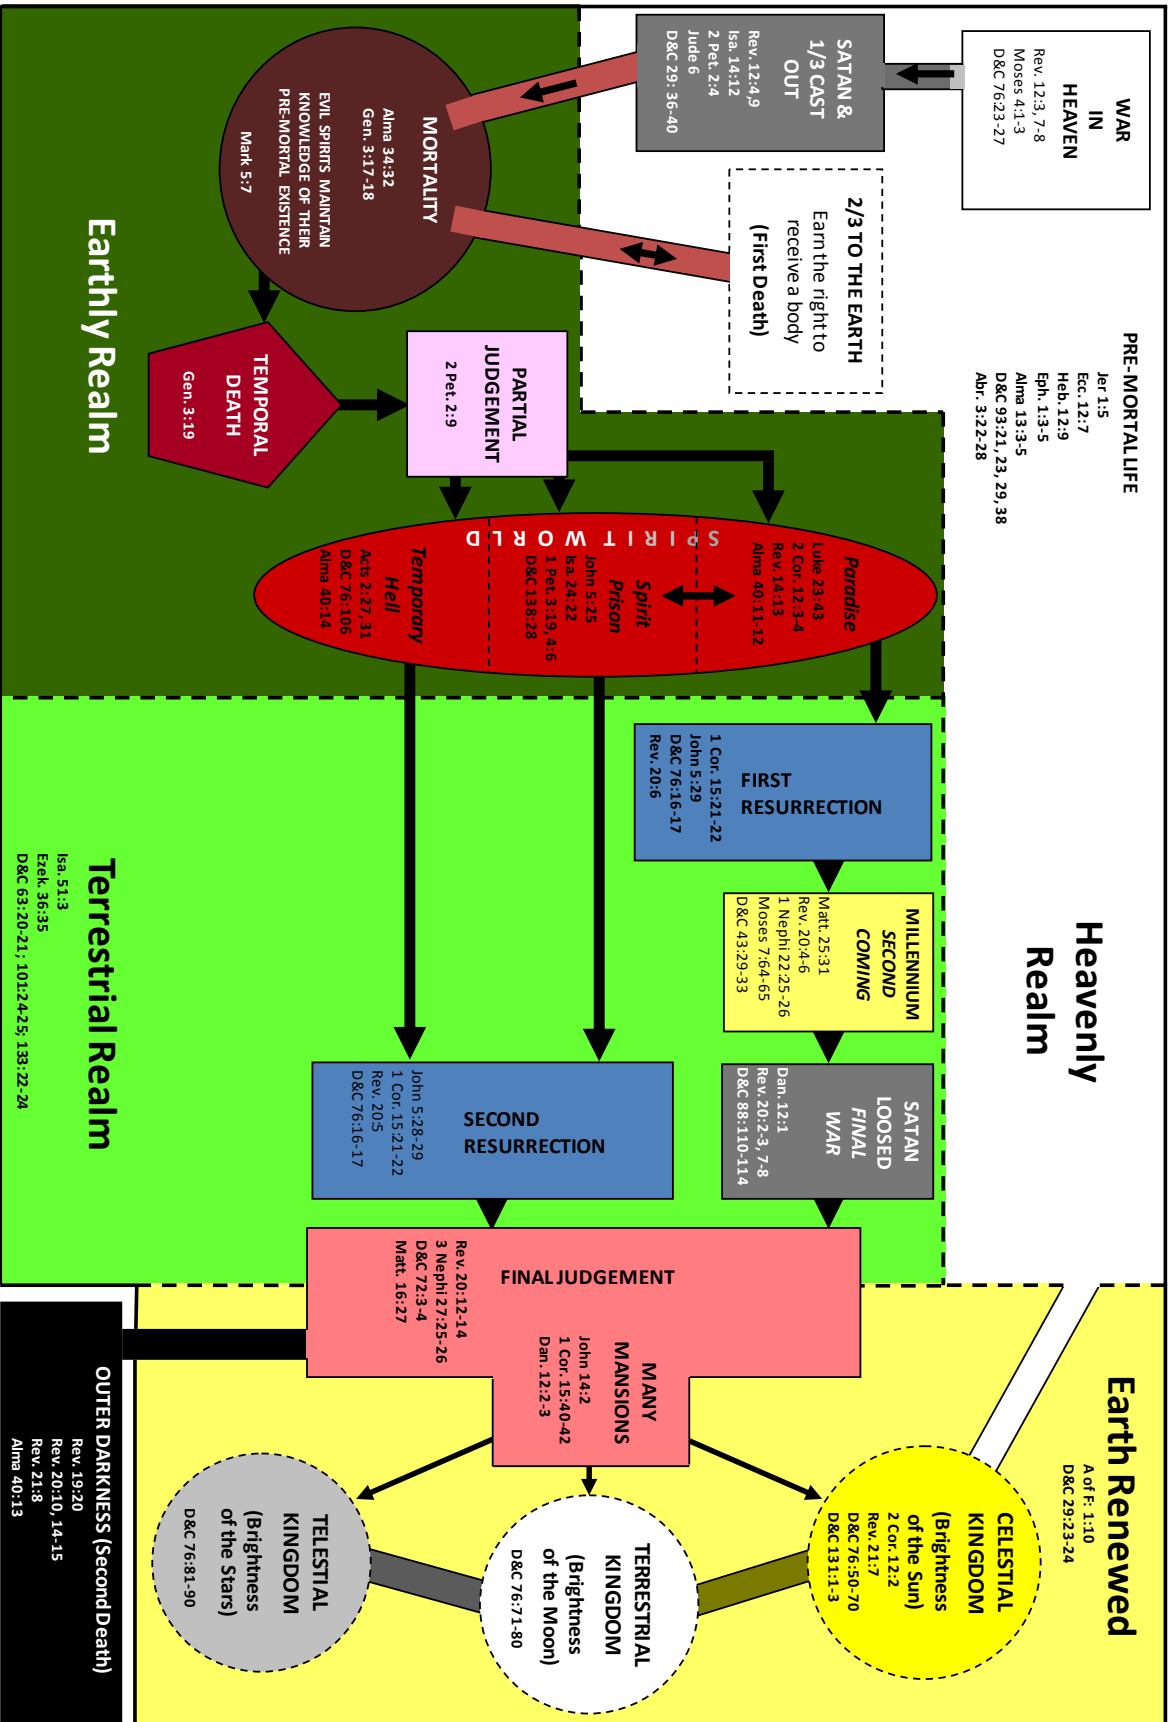 WAR
IN
HEAVEN
Rev. 12:3, 7-8
Moses 4:1-3
D&C 76:23-27
SATAN &
1/3 CAST
OUT
Rev. 12:4,9
Isa. 14:12
2 Pet. 2:4
Jude 6
D&C 29: 36-40
2/3 TO THE EARTH
Earn the right to
receive a body
(First Death)
PRE-MORTAL LIFE
Jer 1:5
Ecc. 12:7
Heb. 12:9
Eph. 1:3-5
Alma 13:3-5
D&C 93:21, 23, 29, 38
Abr. 3:22-28
Heavenly
Realm
MORTALITY
Alma 34:32
Gen. 3:17-18
EVIL SPIRITS MAINTAIN
KNOWLEDGE OF THEIR
PRE-MORTAL EXISTENCE
Mark 5:7
TEMPORAL
DEATH
Gen. 3:19
PARTIAL
JUDGEMENT
2 Pet. 2:9
Earthly Realm
SPIRIT WORLD
Paradise
Luke 23:43
2 Cor. 12:3-4
Rev. 14:13
Alma 40:11-12
Spirit
Prison
John 5:25
Isa. 24:22
1 Pet. 3:19, 4:6
D&C 138:28
Temporary
Hell
Acts 2:27, 31
D&C 76:106
Alma 40:14
FIRST
RESURRECTION
1 Cor. 15:21-22
John 5:29
D&C 76:16-17
Rev. 20:6
MILLENNIUM
SECOND
COMING
Matt. 25:31
Rev. 20:4-6
1 Nephi 22:25-26
Moses 7:64-65
D&C 43:29-33
SATAN
LOOSED
FINAL
WAR
Dan. 12:1
Rev. 20:2-3, 7-8
D&C 88:110-114
SECOND
RESURRECTION
John 5:28-29
1 Cor. 15:21-22
Rev. 20:5
D&C 76:16-17
Terrestrial Realm
Isa. 51:3
Ezek. 36:35
D&C 63:20-21; 101:24-25; 133:22-24
FINAL JUDGEMENT
Rev. 20:12-14
3 Nephi 27:25-26
D&C 72:3-4
Matt. 16:27
MANY
MANSIONS
John 14:2
1 Cor. 15:40-42
Dan. 12:2-3
Earth Renewed
A of F: 1:10
D&C 29:23-24
CELESTIAL
KINGDOM
(Brightness
of the Sun)
2 Cor. 12:2
Rev. 21:7
D&C 76:50-70
D&C 131:1-3
TERRESTRIAL
KINGDOM
(Brightness
of the Moon)
D&C 76:71-80
TELESTIAL
KINGDOM
(Brightness
of the Stars)
D&C 76:81-90
OUTER DARKNESS (Second Death)
Rev. 19:20
Rev. 20:10, 14-15
Rev. 21:8
Alma 40:13